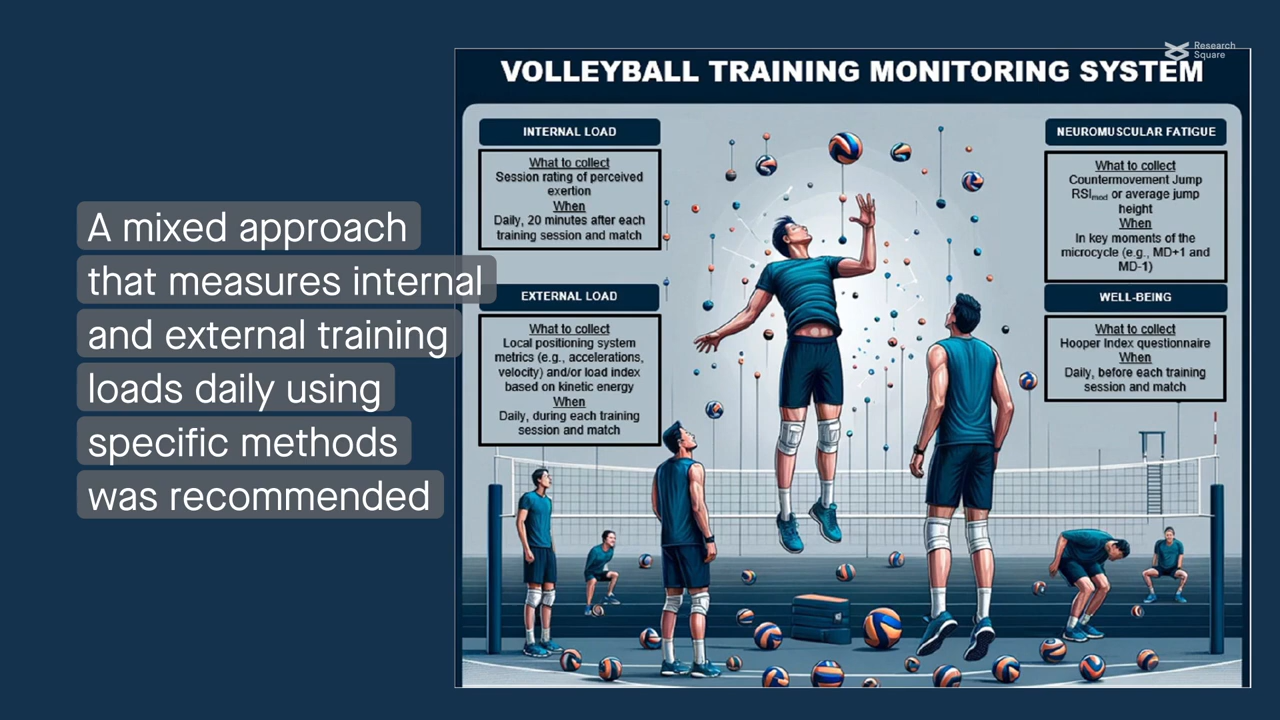 Research
Square
VOLLEYBALL TRAINING MONITORING SYSTEM
A mixed approach
that measures internal
and external training
loads daily using
specific methods
was recommended
INTERNAL LOAD
What to collect
Session rating of perceived
exertion
When
Daily, 20 minutes after each
training session and match
EXTERNAL LOAD
What to collect
Local positioning system
metrics (e.g., accelerations,
velocity) and/or load index
based on kinetic energy
When
Daily, during each training
session and match
NEUROMUSCULAR FATIGUE
What to collect
Countermovement Jump
RSImod or average jump
height
When
In key moments of the
microcycle (e.g., MD+1 and
MD-1)
WELL-BEING
What to collect
Hooper Index questionnaire
When
Daily, before each training
session and match